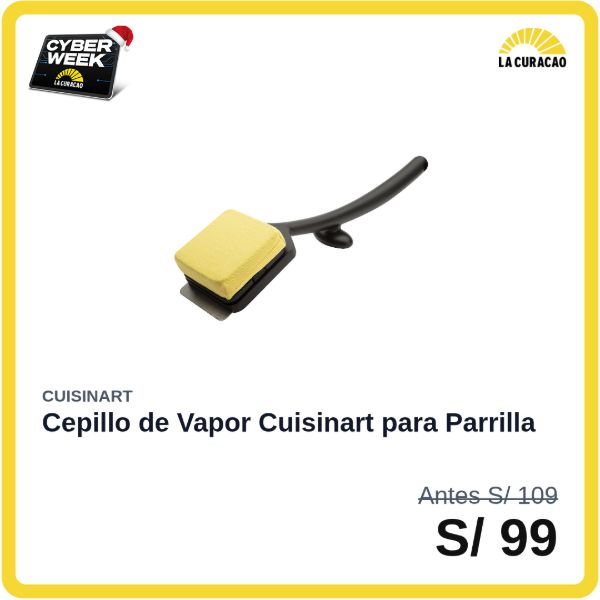 CYBER
WEEK
LA CURACAO
LA CURACAO
CUISINART
Cepillo de Vapor Cuisinart para Parrilla
Antes S/ 109
S/ 99